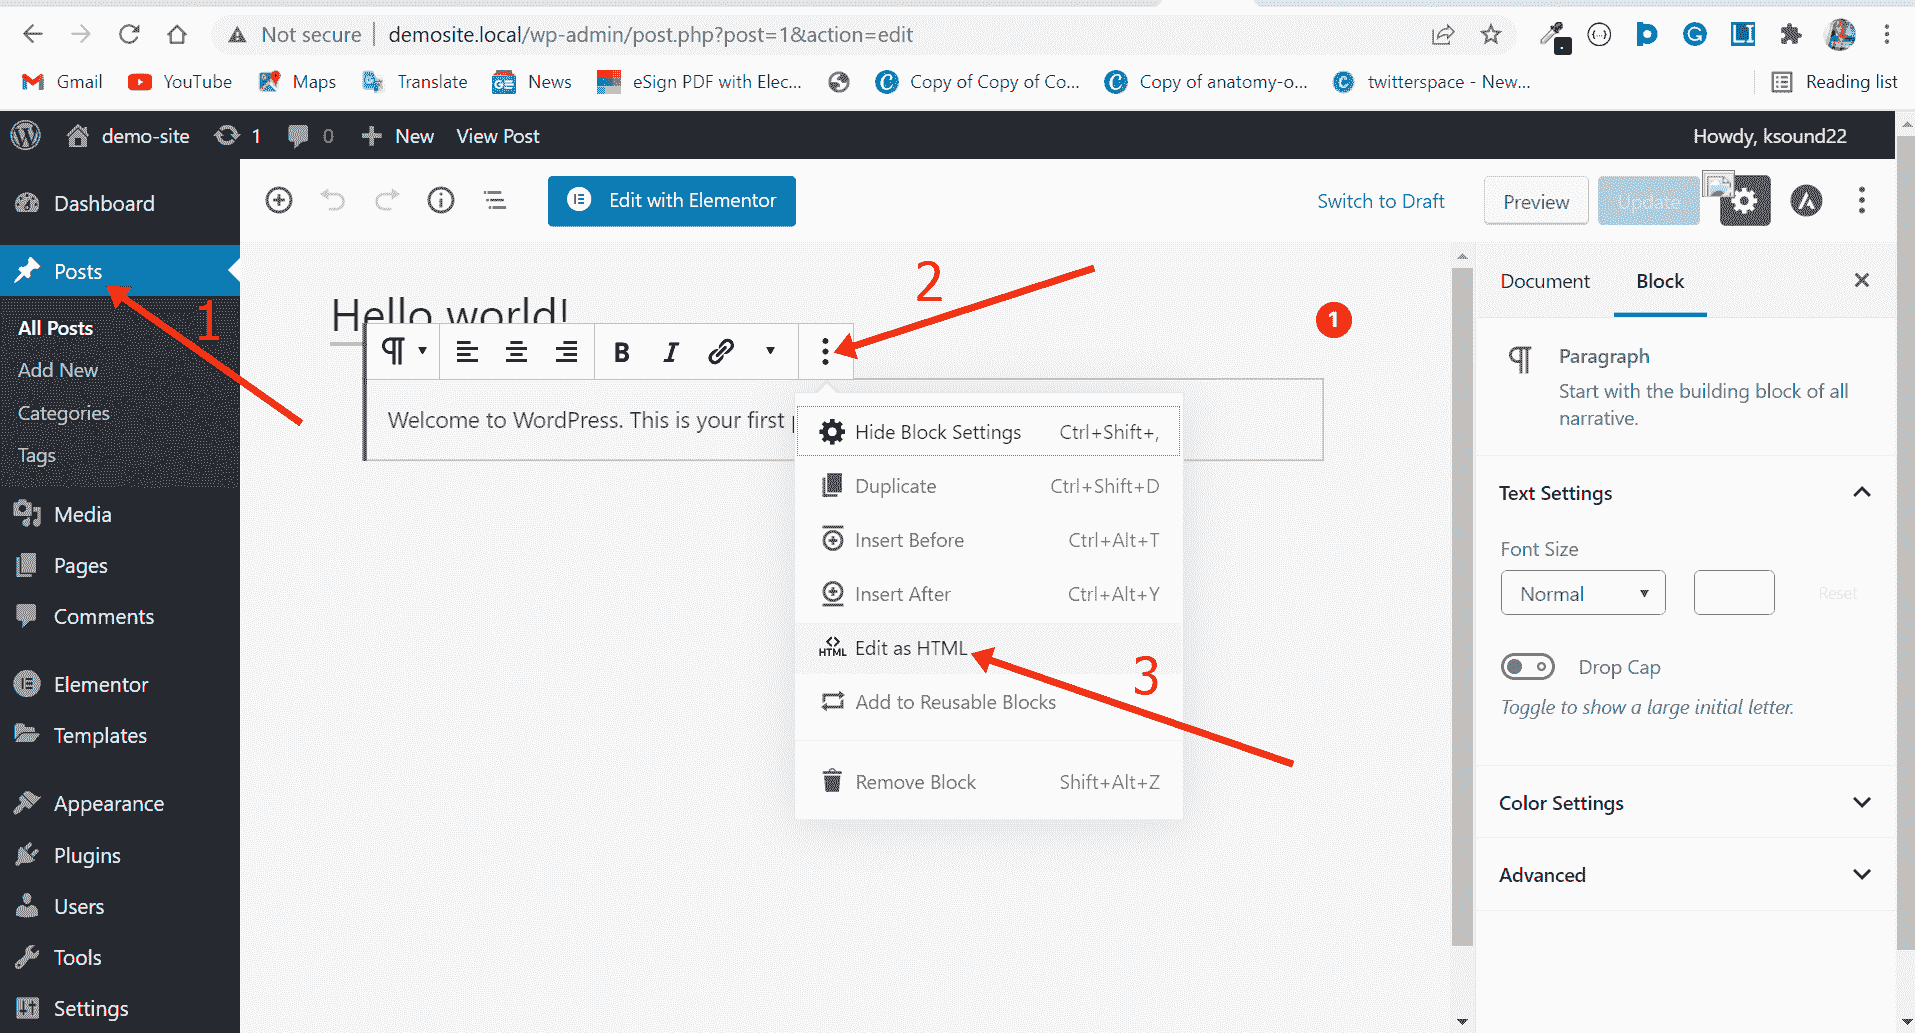 Not secure demosite.local/wp-admin/post.php?post=1&action=edit
Gmail YouTube Maps Translate News eSign PDF with Elec... Copy of Copy of Co... Copy of anatomy-o... twitterspace - New... Reading list
demo-site 1 0 New View Post Howdy, ksound22
Dashboard
Posts
All Posts
Add New
Categories
Tags
Media
Pages
Comments
Elementor
Templates
Appearance
Plugins
Users
Tools
Settings
Edit with Elementor Switch to Draft Preview Update
1
2
3
1
Hello world!
B I
Welcome to WordPress. This is your first p
Hide Block Settings Ctrl+Shift+,
Duplicate Ctrl+Shift+D
Insert Before Ctrl+Alt+T
Insert After Ctrl+Alt+Y
HTML Edit as HTML
Add to Reusable Blocks
Remove Block Shift+Alt+Z
Document Block
Paragraph
Start with the building block of all
narrative.
Text Settings
Font Size
Normal Reset
Drop Cap
Toggle to show a large initial letter.
Color Settings
Advanced